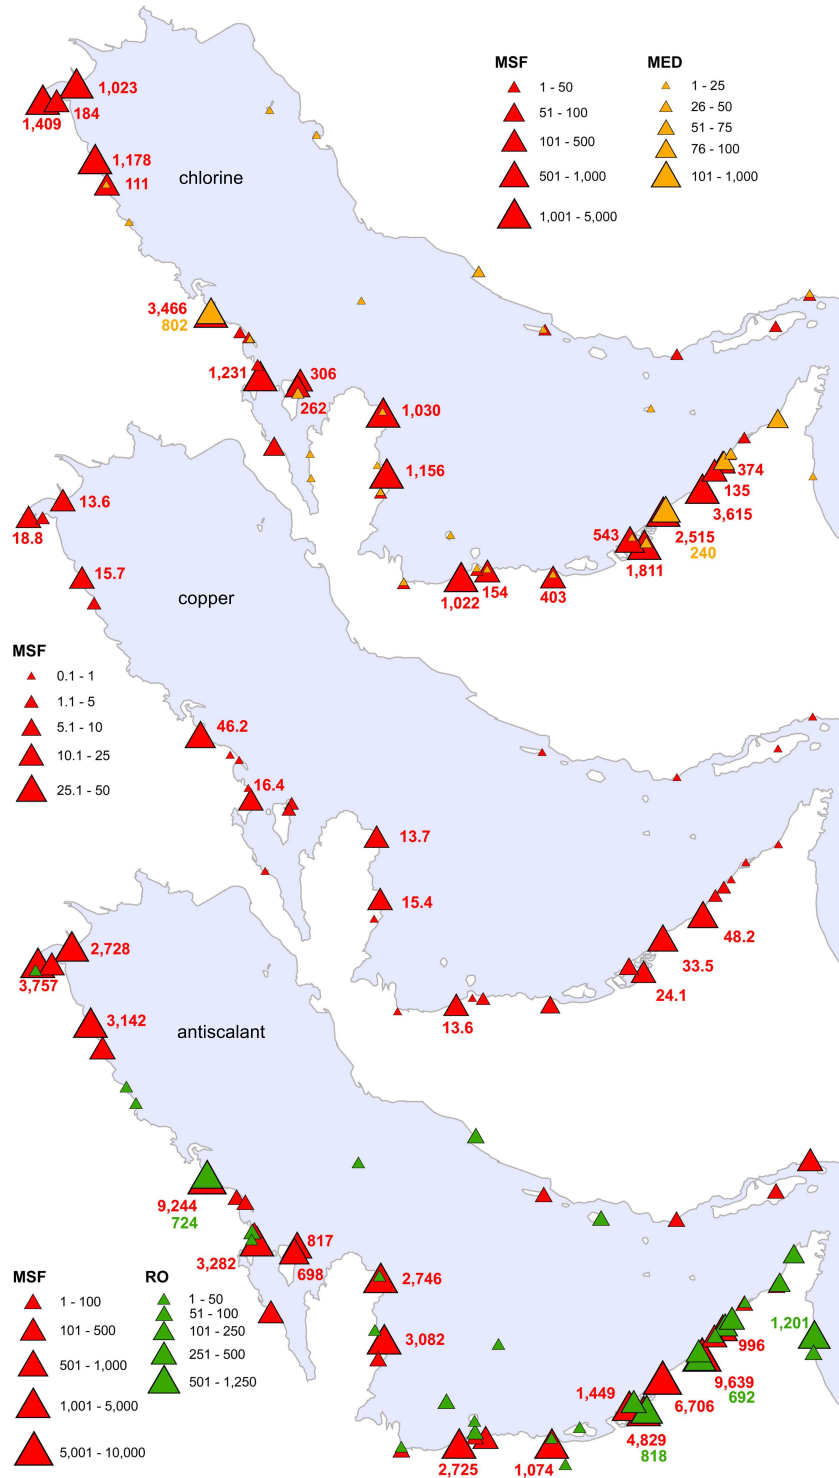 MSF
MED
1 - 50
1 - 25
51 - 100
26 - 50
101 - 500
51 - 75
501 - 1,000
76 - 100
1,001 - 5,000
101 - 1,000
1,023
1,409
184
1,178
111
chlorine
3,466
802
1,231
306
262
1,030
1,156
374
135
3,615
543
2,515
240
1,811
1,022
154
403
13.6
18.8
15.7
copper
MSF
0.1 - 1
1.1 - 5
5.1 - 10
10.1 - 25
25.1 - 50
46.2
16.4
13.7
15.4
48.2
33.5
24.1
13.6
2,728
3,757
3,142
antiscalant
9,244
724
3,282
817
698
2,746
3,082
1,201
996
9,639
692
6,706
1,449
4,829
818
2,725
1,074
MSF
RO
1 - 100
1 - 50
101 - 500
51 - 100
501 - 1,000
101 - 250
1,001 - 5,000
251 - 500
5,001 - 10,000
501 - 1,250